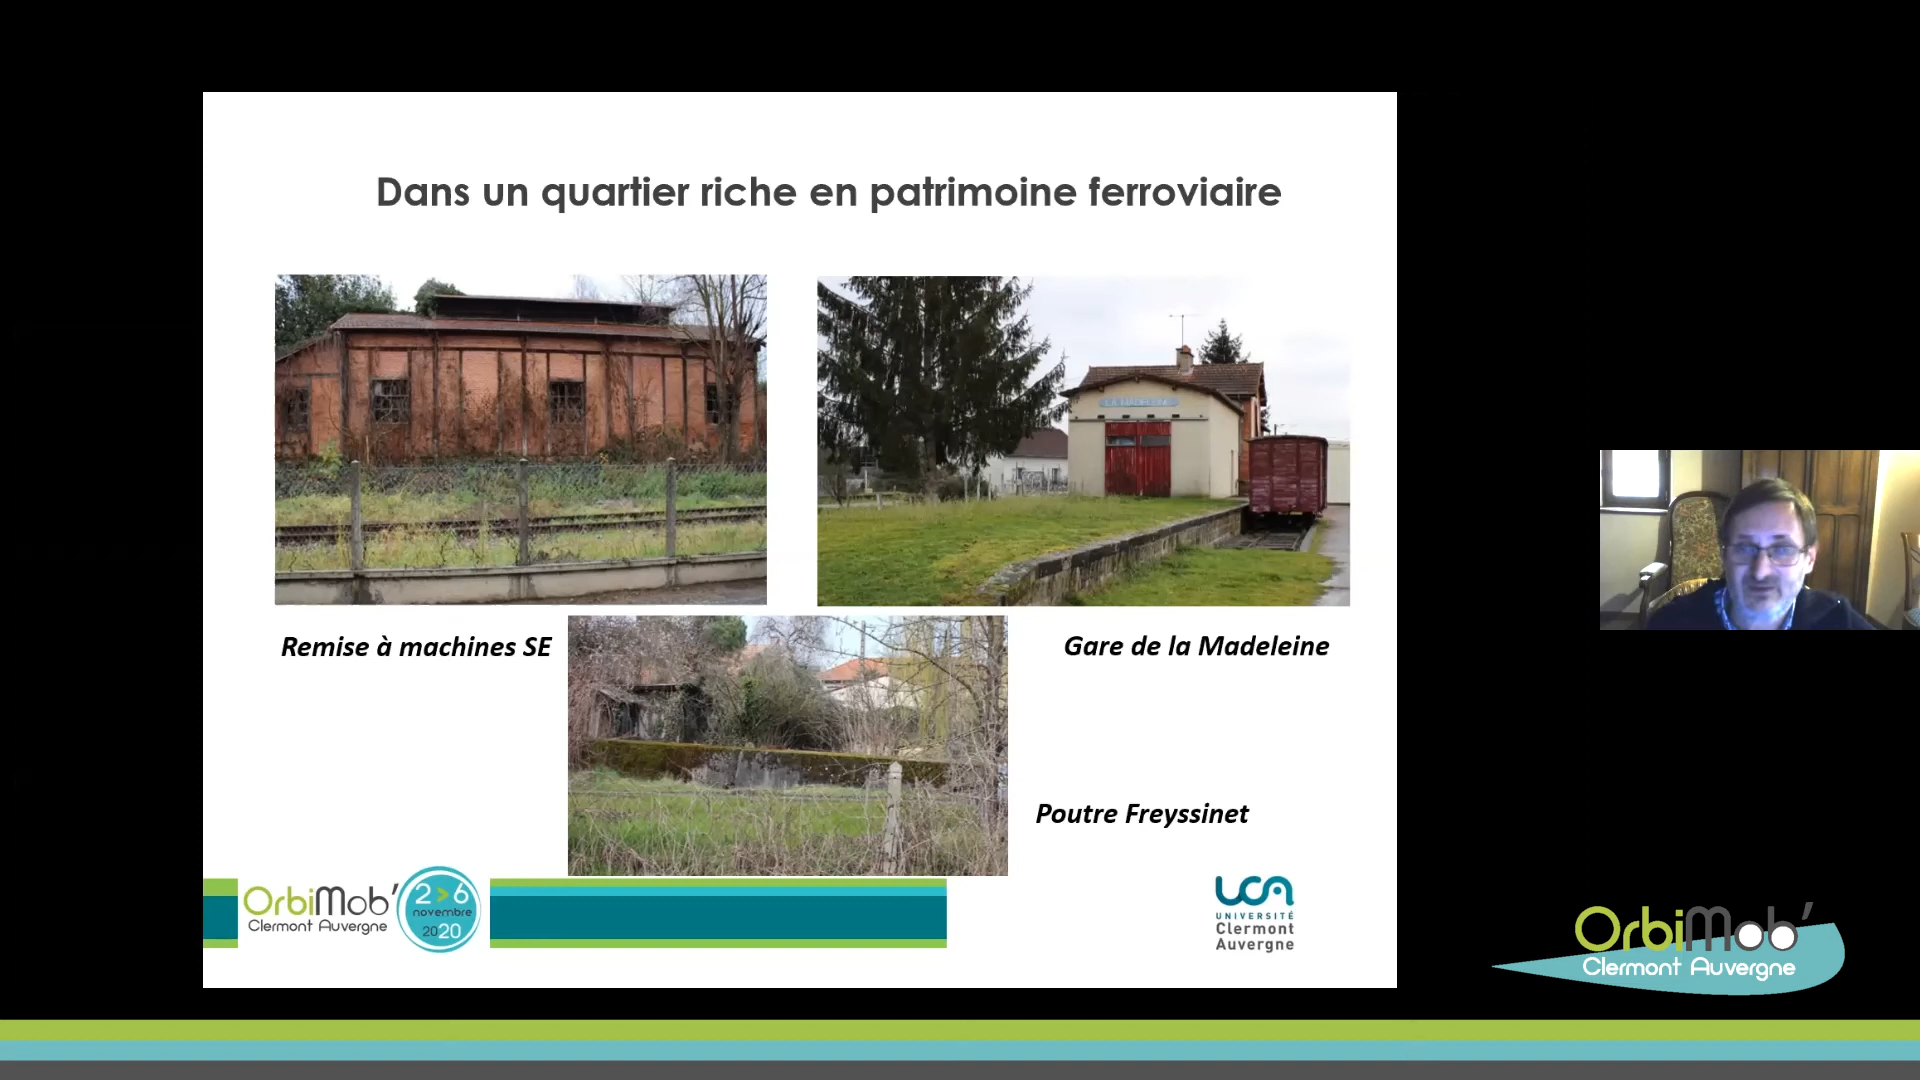 Dans un quartier riche en patrimoine ferroviaire
Remise à machines SE
Gare de la Madeleine
Poutre Freyssinet
OrbiMob'
Clermont Auvergne
2>6
novembre
2020
UCA
UNIVERSITÉ
Clermont
Auvergne
OrbiMob'
Clermont Auvergne